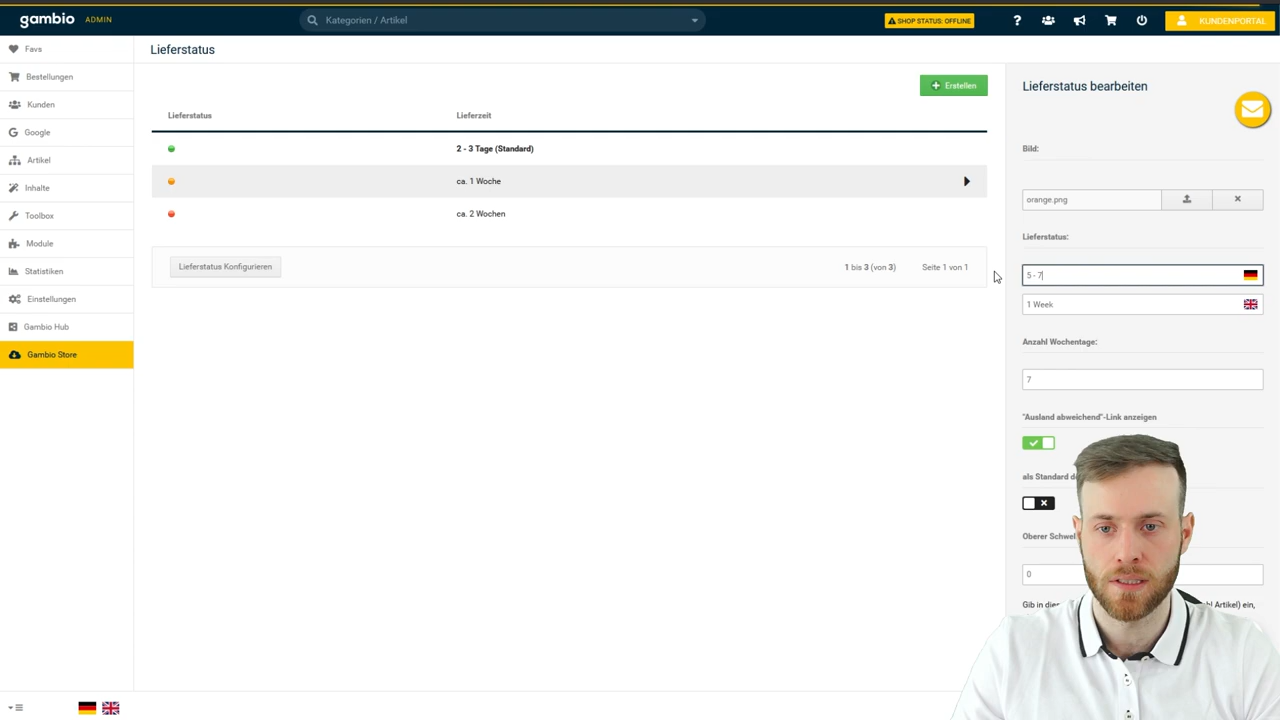 gambio ADMIN
Kategorien / Artikel
SHOP STATUS: OFFLINE
?
KUNDENPORTAL
Favs
Bestellungen
Kunden
Google
Artikel
Inhalte
Toolbox
Module
Statistiken
Einstellungen
Gambio Hub
Gambio Store
Lieferstatus
Erstellen
Lieferstatus Lieferzeit
2 - 3 Tage (Standard)
ca. 1 Woche
ca. 2 Wochen
Lieferstatus Konfigurieren
1 bis 3 (von 3) Seite 1 von 1
Lieferstatus bearbeiten
Bild:
orange.png
Lieferstatus:
5 - 7
1 Week
Anzahl Wochentage:
7
"Ausland abweichend"-Link anzeigen
als Standard
Oberer
0
Gib in Artikel) ein,